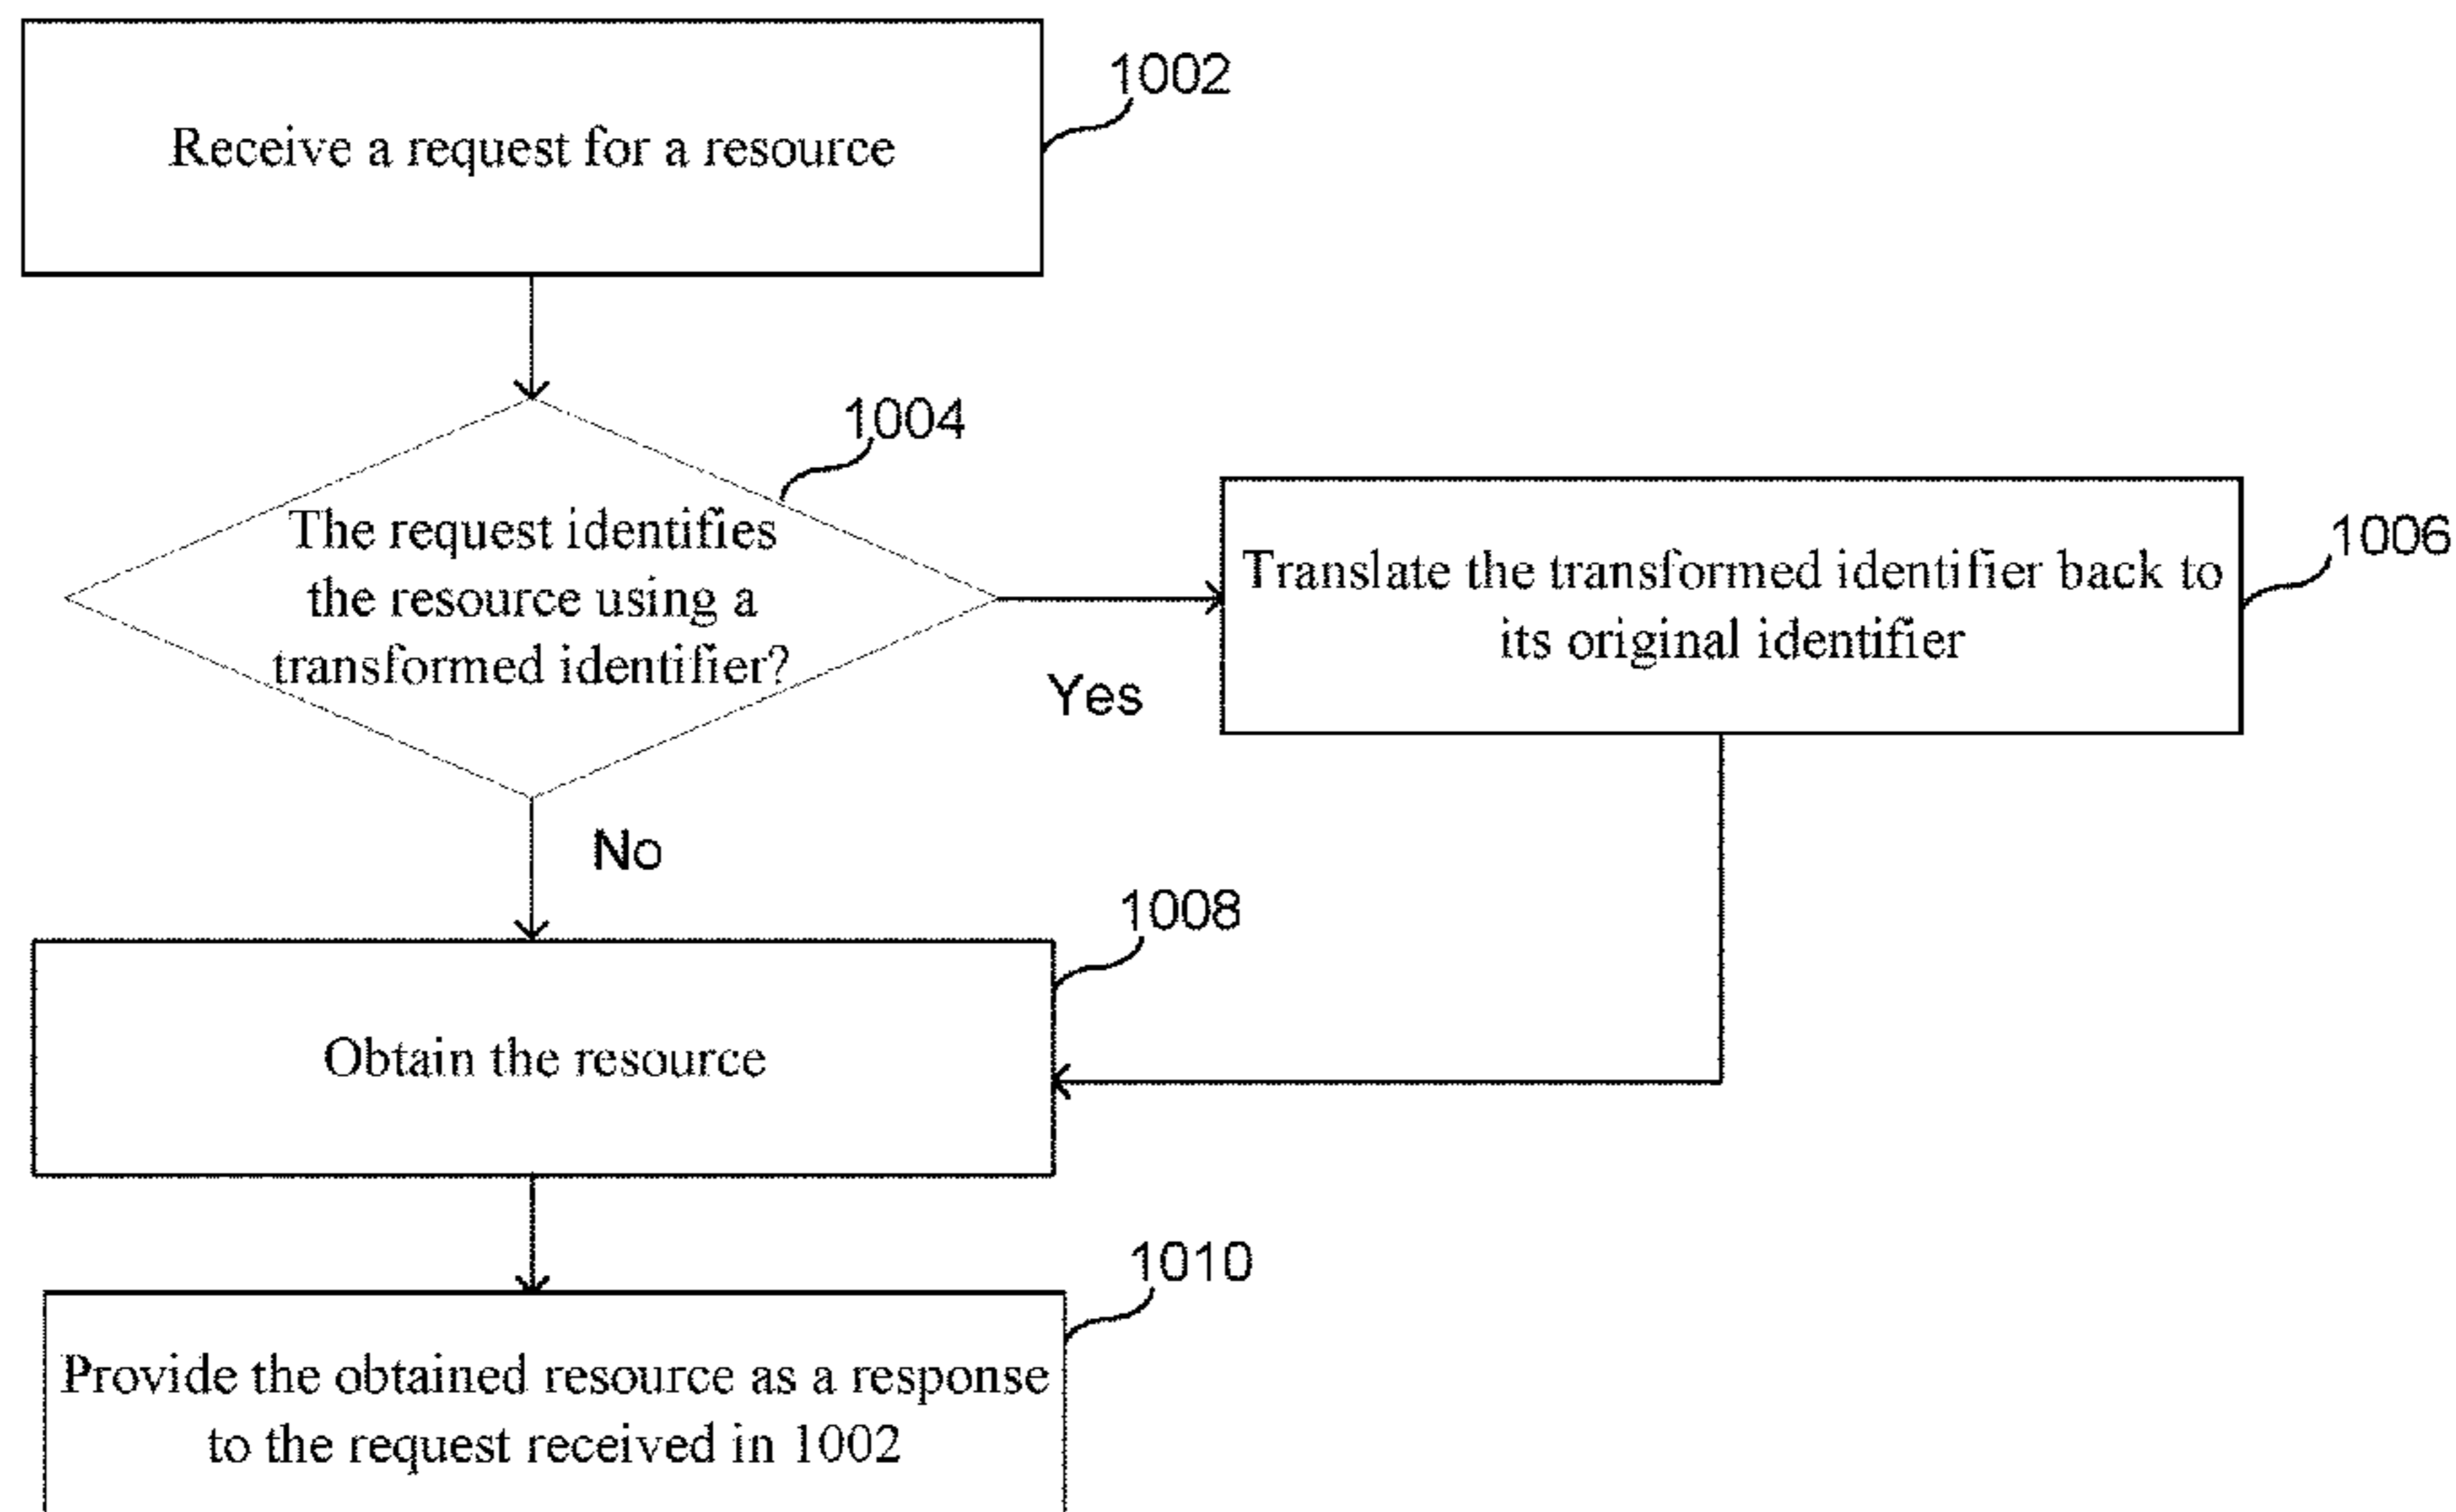 Receive a request for a resource
1002
1004
The request identifies
the resource using a
transformed identifier?
Yes
Translate the transformed identifier back to
its original identifier
1006
No
1008
Obtain the resource
1010
Provide the obtained resource as a response
to the request received in 1002